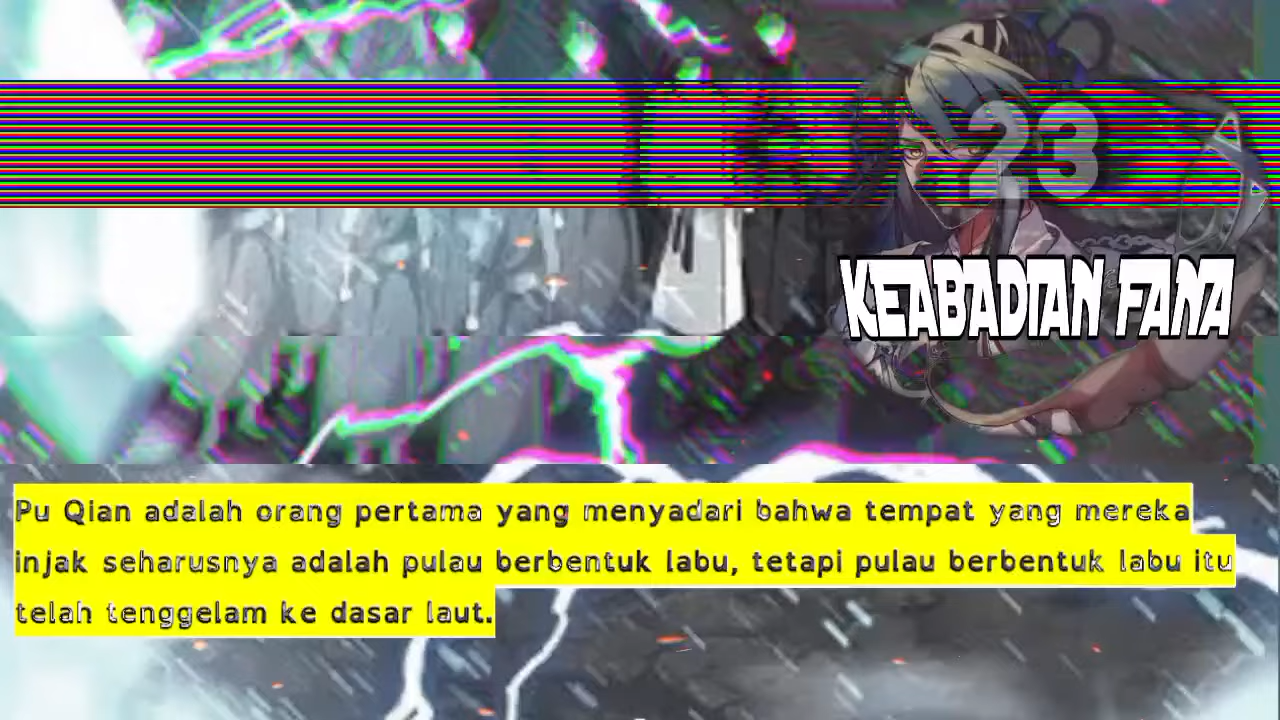 23
KEABADIAN FANA
Pu Qian adalah orang pertama yang menyadari bahwa tempat yang mereka
injak seharusnya adalah pulau berbentuk labu, tetapi pulau berbentuk labu itu
telah tenggelam ke dasar laut.